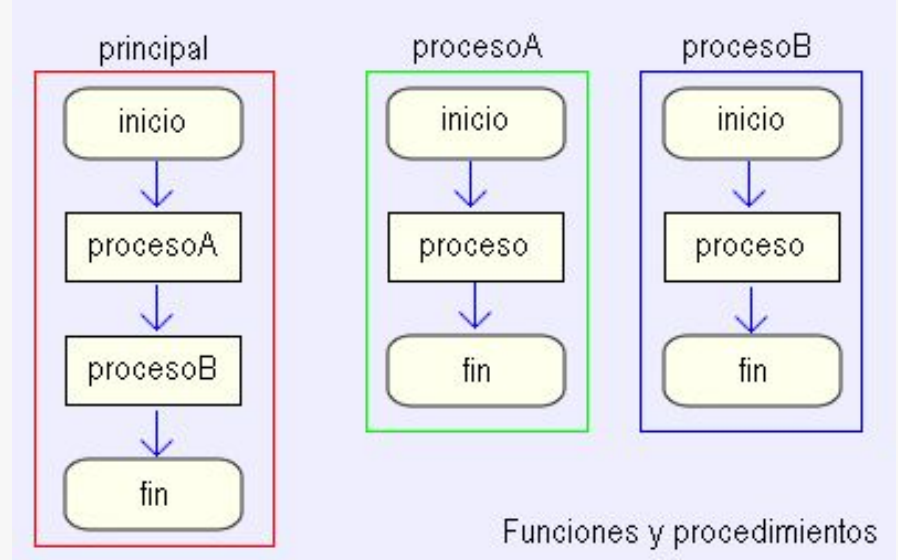 principal
inicio
procesoA
procesoB
fin
procesoA
inicio
proceso
fin
procesoB
inicio
proceso
fin
Funciones y procedimientos